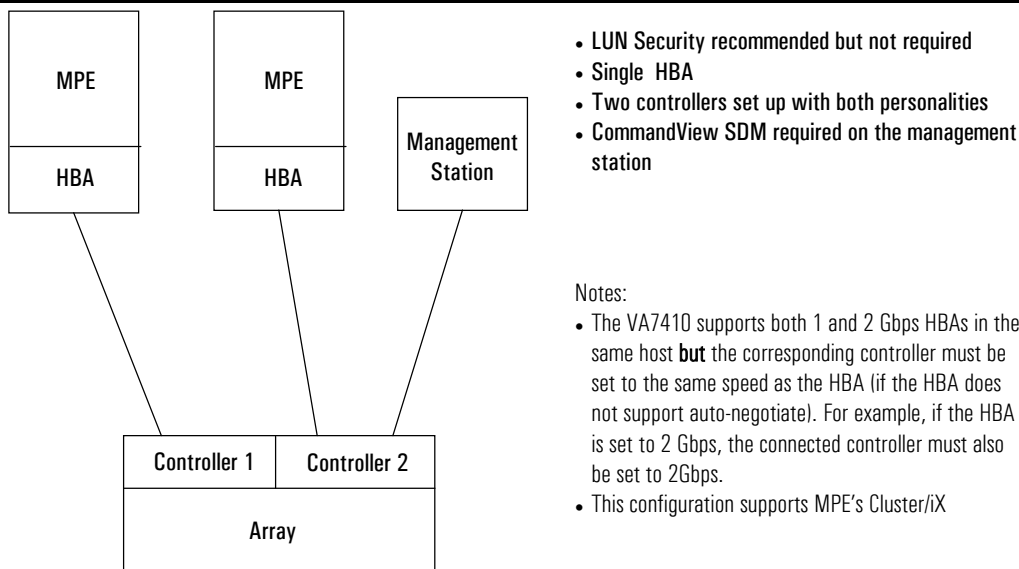 MPE
HBA
MPE
HBA
Management
Station
Controller 1
Controller 2
Array
• LUN Security recommended but not required
• Single HBA
• Two controllers set up with both personalities
• CommandView SDM required on the management
station
Notes:
• The VA7410 supports both 1 and 2 Gbps HBAs in the
same host but the corresponding controller must be
set to the same speed as the HBA (if the HBA does
not support auto-negotiate). For example, if the HBA
is set to 2 Gbps, the connected controller must also
be set to 2Gbps.
• This configuration supports MPE's Cluster/iX